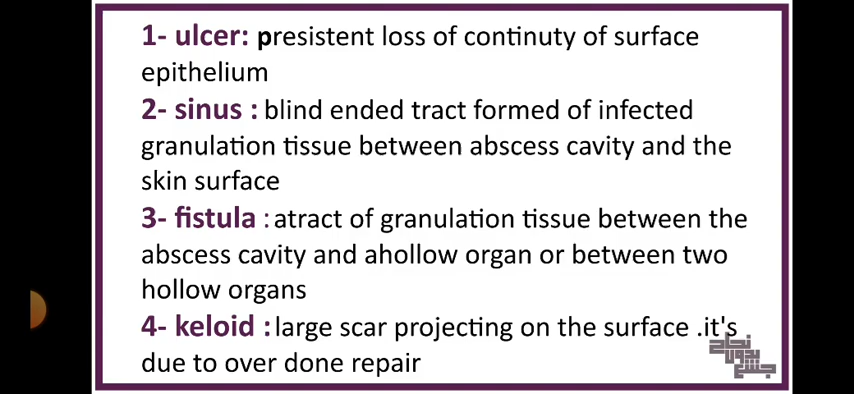 1- ulcer: presistent loss of continuty of surface
epithelium
2- sinus : blind ended tract formed of infected
granulation tissue between abscess cavity and the
skin surface
3- fistula : atract of granulation tissue between the
abscess cavity and ahollow organ or between two
hollow organs
4- keloid : large scar projecting on the surface .it's
due to over done repair
نجاح
بدون